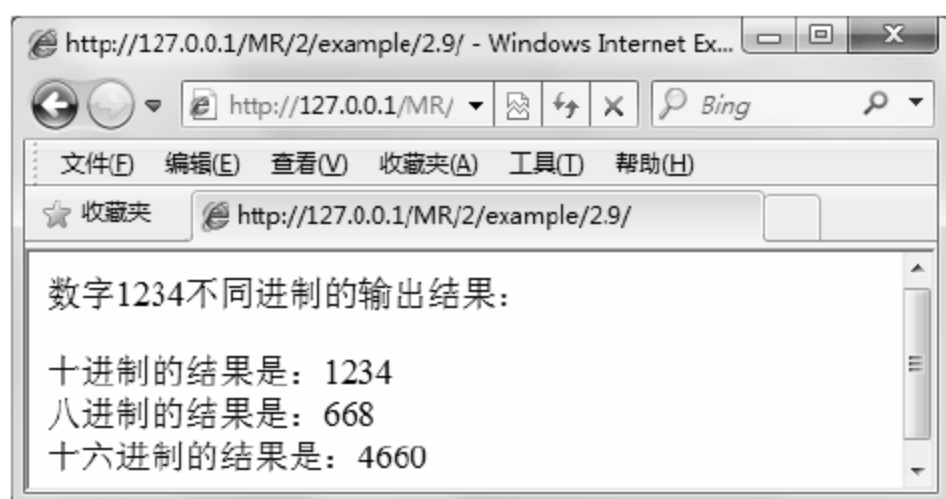 http://127.0.0.1/MR/2/example/2.9/ - Windows Internet Ex...
http://127.0.0.1/MR/
Bing
文件(F) 编辑(E) 查看(V) 收藏夹(A) 工具(T) 帮助(H)
收藏夹 http://127.0.0.1/MR/2/example/2.9/
数字1234不同进制的输出结果：
十进制的结果是：1234
八进制的结果是：668
十六进制的结果是：4660